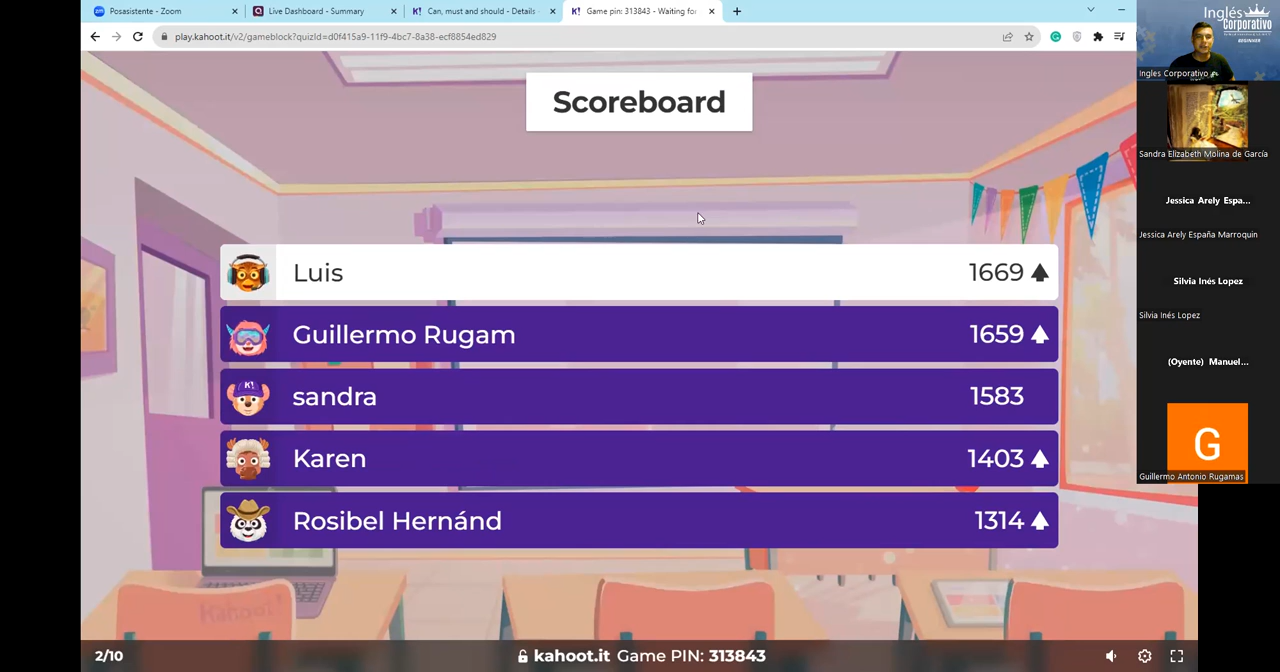 Posasistente - Zoom
Live Dashboard - Summary
Can, must and should - Details
Game pin: 313843 - Waiting for
play.kahoot.it/v2/gameblock?quizId=d0f415a9-11f9-4bc7-8a38-ecf8854ed829
Scoreboard
Luis 1669
Guillermo Rugam 1659
sandra 1583
K!
Karen 1403
Rosibel Hernánd 1314
Kahoot!
2/10
kahoot.it Game PIN: 313843
Inglés
Corporativo
BEGINNER
Ingles Corporativo
Sandra Elizabeth Molina de García
Jessica Arely Espa...
Jessica Arely España Marroquin
Silvia Inés Lopez
Silvia Inés Lopez
(Oyente) Manuel...
G
Guillermo Antonio Rugamas